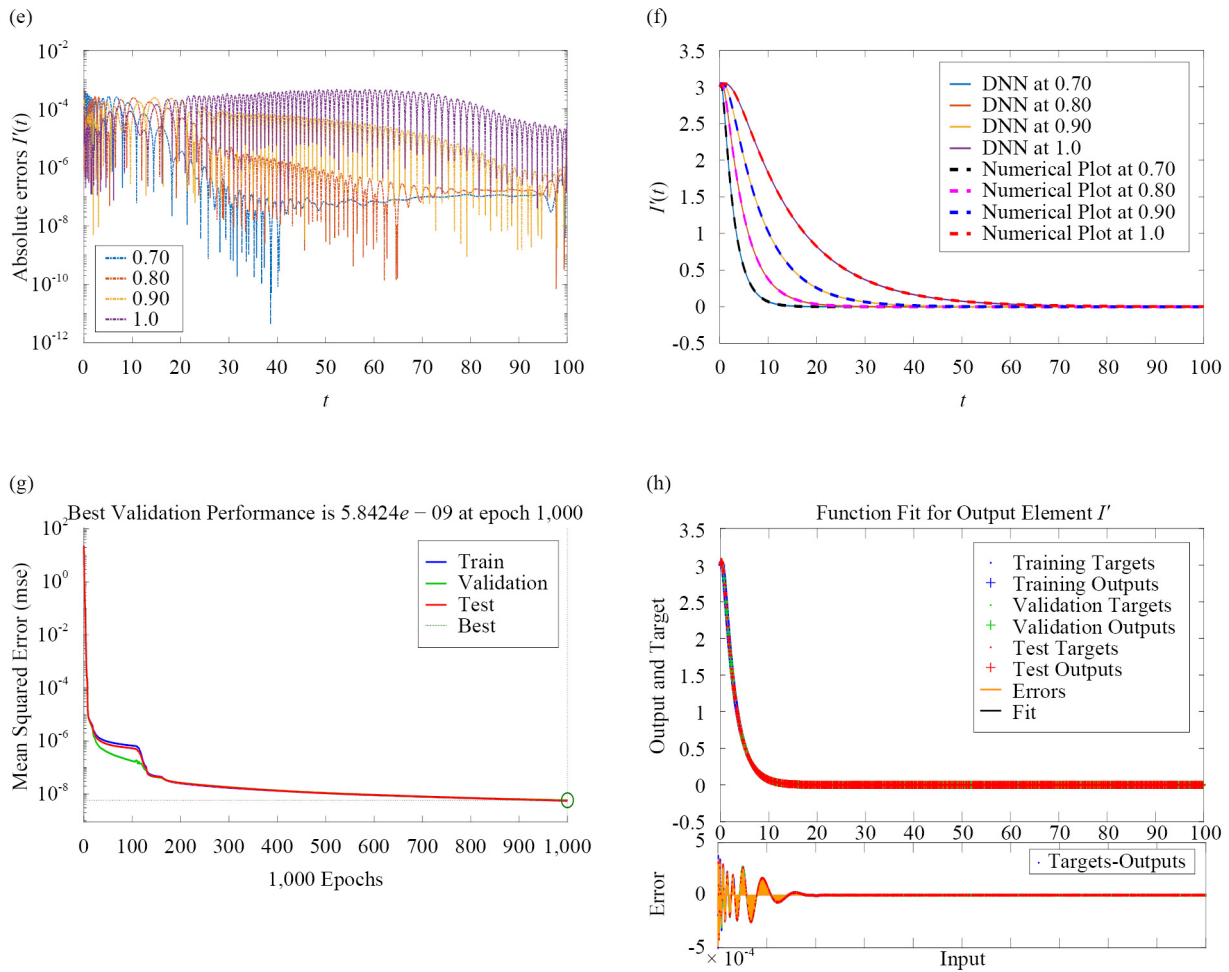 (e)
10^-2
10^-4
10^-6
10^-8
10^-10
10^-12
Absolute errors I′(t)
0.70
0.80
0.90
1.0
0 10 20 30 40 50 60 70 80 90 100
t
(f)
3.5
3
2.5
2
1.5
1
0.5
0
-0.5
I′(t)
DNN at 0.70
DNN at 0.80
DNN at 0.90
DNN at 1.0
Numerical Plot at 0.70
Numerical Plot at 0.80
Numerical Plot at 0.90
Numerical Plot at 1.0
0 10 20 30 40 50 60 70 80 90 100
t
(g)
Best Validation Performance is 5.8424e − 09 at epoch 1,000
10^2
10^0
10^-2
10^-4
10^-6
10^-8
Mean Squared Error (mse)
Train
Validation
Test
Best
0 100 200 300 400 500 600 700 800 900 1,000
1,000 Epochs
(h)
Function Fit for Output Element I′
3.5
3
2.5
2
1.5
1
0.5
0
-0.5
Output and Target
Training Targets
Training Outputs
Validation Targets
Validation Outputs
Test Targets
Test Outputs
Errors
Fit
0 10 20 30 40 50 60 70 80 90 100
5
0
-5
Error
Targets-Outputs
× 10^-4
Input